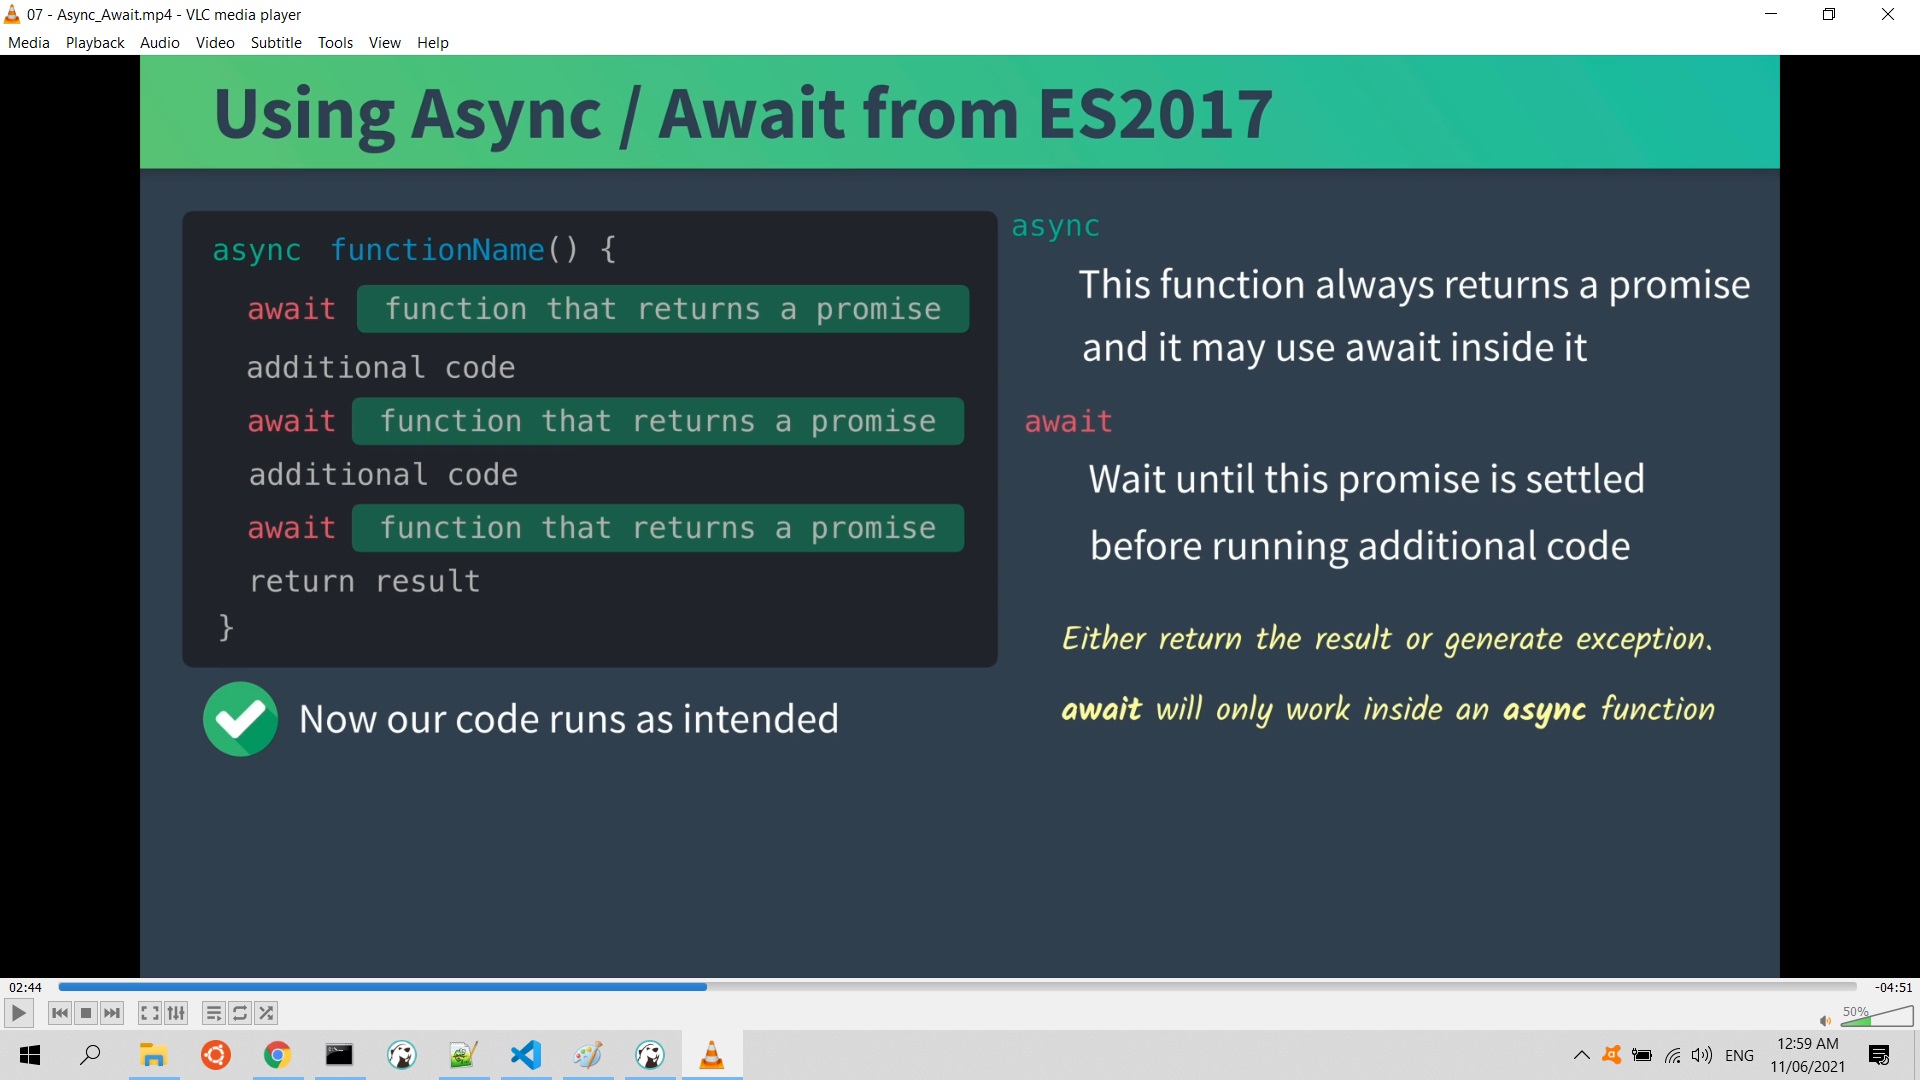 07 - Async_Await.mp4 - VLC media player
Media Playback Audio Video Subtitle Tools View Help
Using Async / Await from ES2017
async functionName() {
await function that returns a promise
additional code
await function that returns a promise
additional code
await function that returns a promise
return result
}
Now our code runs as intended
async
This function always returns a promise
and it may use await inside it
await
Wait until this promise is settled
before running additional code
Either return the result or generate exception.
await will only work inside an async function
02:44
-04:51
50%
ENG
12:59 AM
11/06/2021